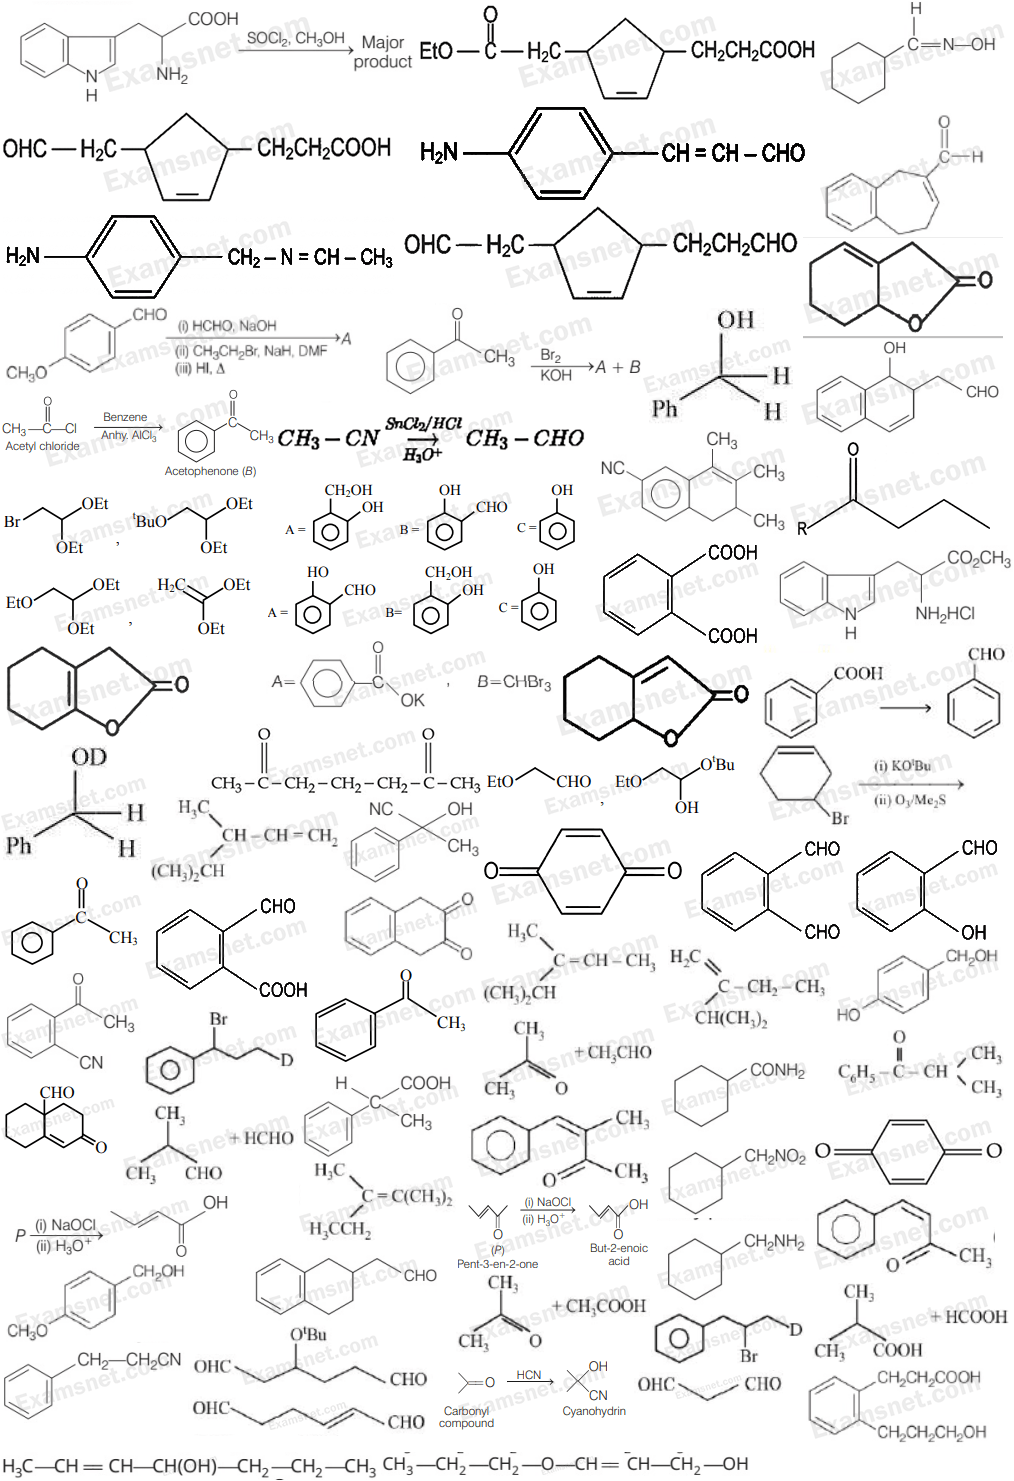 COOH
NH2
N
H
SOCl2, CH3OH
Major
product
EtO—C—H2C
O
CH2CH2COOH
H
C=N—OH
OHC—H2C
CH2CH2COOH
H2N
CH=CH—CHO
O
C—H
H2N
CH2—N=CH—CH3
OHC—H2C
CH2CH2CHO
O
O
CHO
CH3O
(i) HCHO, NaOH
(ii) CH3CH2Br, NaH, DMF
(iii) HI, Δ
A
O
C
CH3
Br2
KOH
A + B
OH
Ph
H
H
OH
CHO
O
CH3—C—Cl
Acetyl chloride
Benzene
Anhy. AlCl3
O
C
CH3
Acetophenone (B)
CH3 – CN
SnCl2/HCl
H3O+
CH3 – CHO
CH3
NC
CH3
CH3
O
R
Br
OEt
OEt
,
tBuO
OEt
OEt
A =
CH2OH
OH
B =
OH
CHO
C =
OH
COOH
COOH
CO2CH3
NH2HCl
N
H
EtO
OEt
OEt
,
H2C
OEt
OEt
A =
HO
CHO
B=
CH2OH
OH
C =
OH
O
O
A=
O
C
OK
,
B=CHBr3
O
O
COOH
CHO
OD
Ph
H
H
O
O
CH3—C—CH2—CH2—CH2—C—CH3
EtO
CHO
,
EtO
OtBu
OH
Br
(i) KOtBu
(ii) O3/Me2S
H3C
CH—CH=CH2
(CH3)2CH
NC
OH
CH3
O
O
CHO
CHO
CHO
OH
O
C
CH3
CHO
COOH
O
O
H3C
C=CH—CH3
(CH3)2CH
H2C
C—CH2—CH3
CH(CH3)2
CH2OH
HO
O
C
CH3
CN
Br
D
O
C
CH3
CH3
CH3
O
+ CH3CHO
CONH2
O
C6H5—C—CH
CH3
CH3
CHO
O
CH3
CH3
CHO
+ HCHO
H
COOH
C
CH3
CH3
O
CH3
CH2NO2
O
O
P
(i) NaOCl
(ii) H3O+
OH
O
H3C
C=C(CH3)2
H3CCH2
O
(P)
Pent-3-en-2-one
(i) NaOCl
(ii) H3O+
OH
O
But-2-enoic
acid
CH2NH2
O
CH3
CH2OH
CH3O
CHO
CH3
CH3
O
+ CH3COOH
D
Br
CH3
CH3
COOH
+ HCOOH
CH2—CH2CN
OtBu
OHC
CHO
OHC
CHO
O
Carbonyl
compound
HCN
OH
CN
Cyanohydrin
OHC
CHO
CH2CH2COOH
CH2CH2CH2OH
H3C—CH=CH—CH(OH)—CH2—CH2—CH3
CH3—CH2—CH2—O—CH=CH—CH2—OH
Examsnet.com